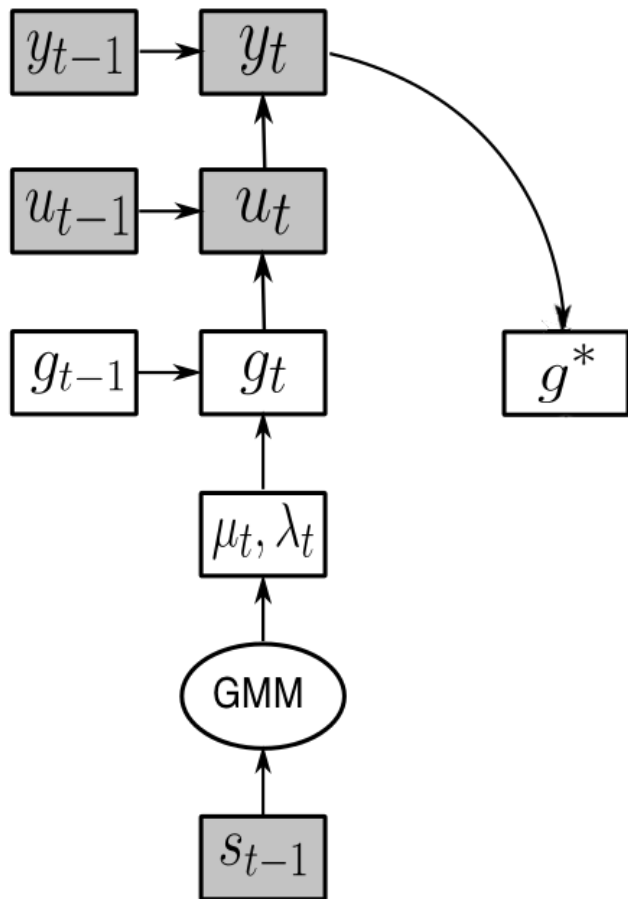 y_{t-1} y_t
u_{t-1} u_t
g_{t-1} g_t g*
μ_t, λ_t
GMM
s_{t-1}